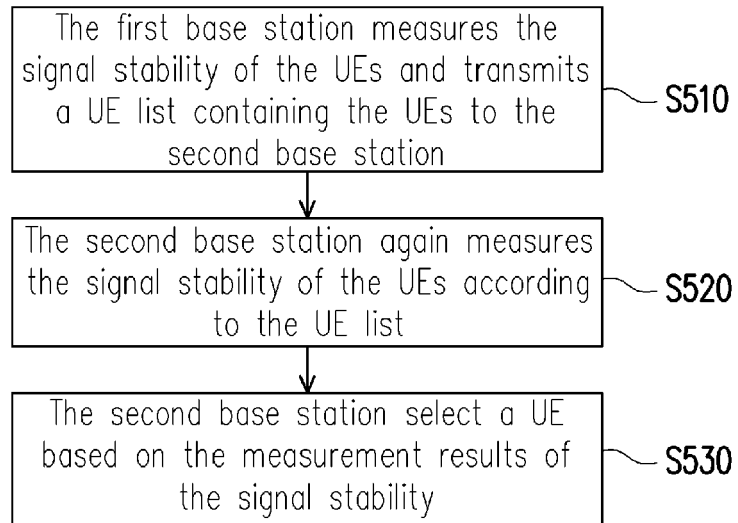 The first base station measures the
signal stability of the UEs and transmits
a UE list containing the UEs to the
second base station
S510
The second base station again measures
the signal stability of the UEs according
to the UE list
S520
The second base station select a UE
based on the measurement results of
the signal stability
S530